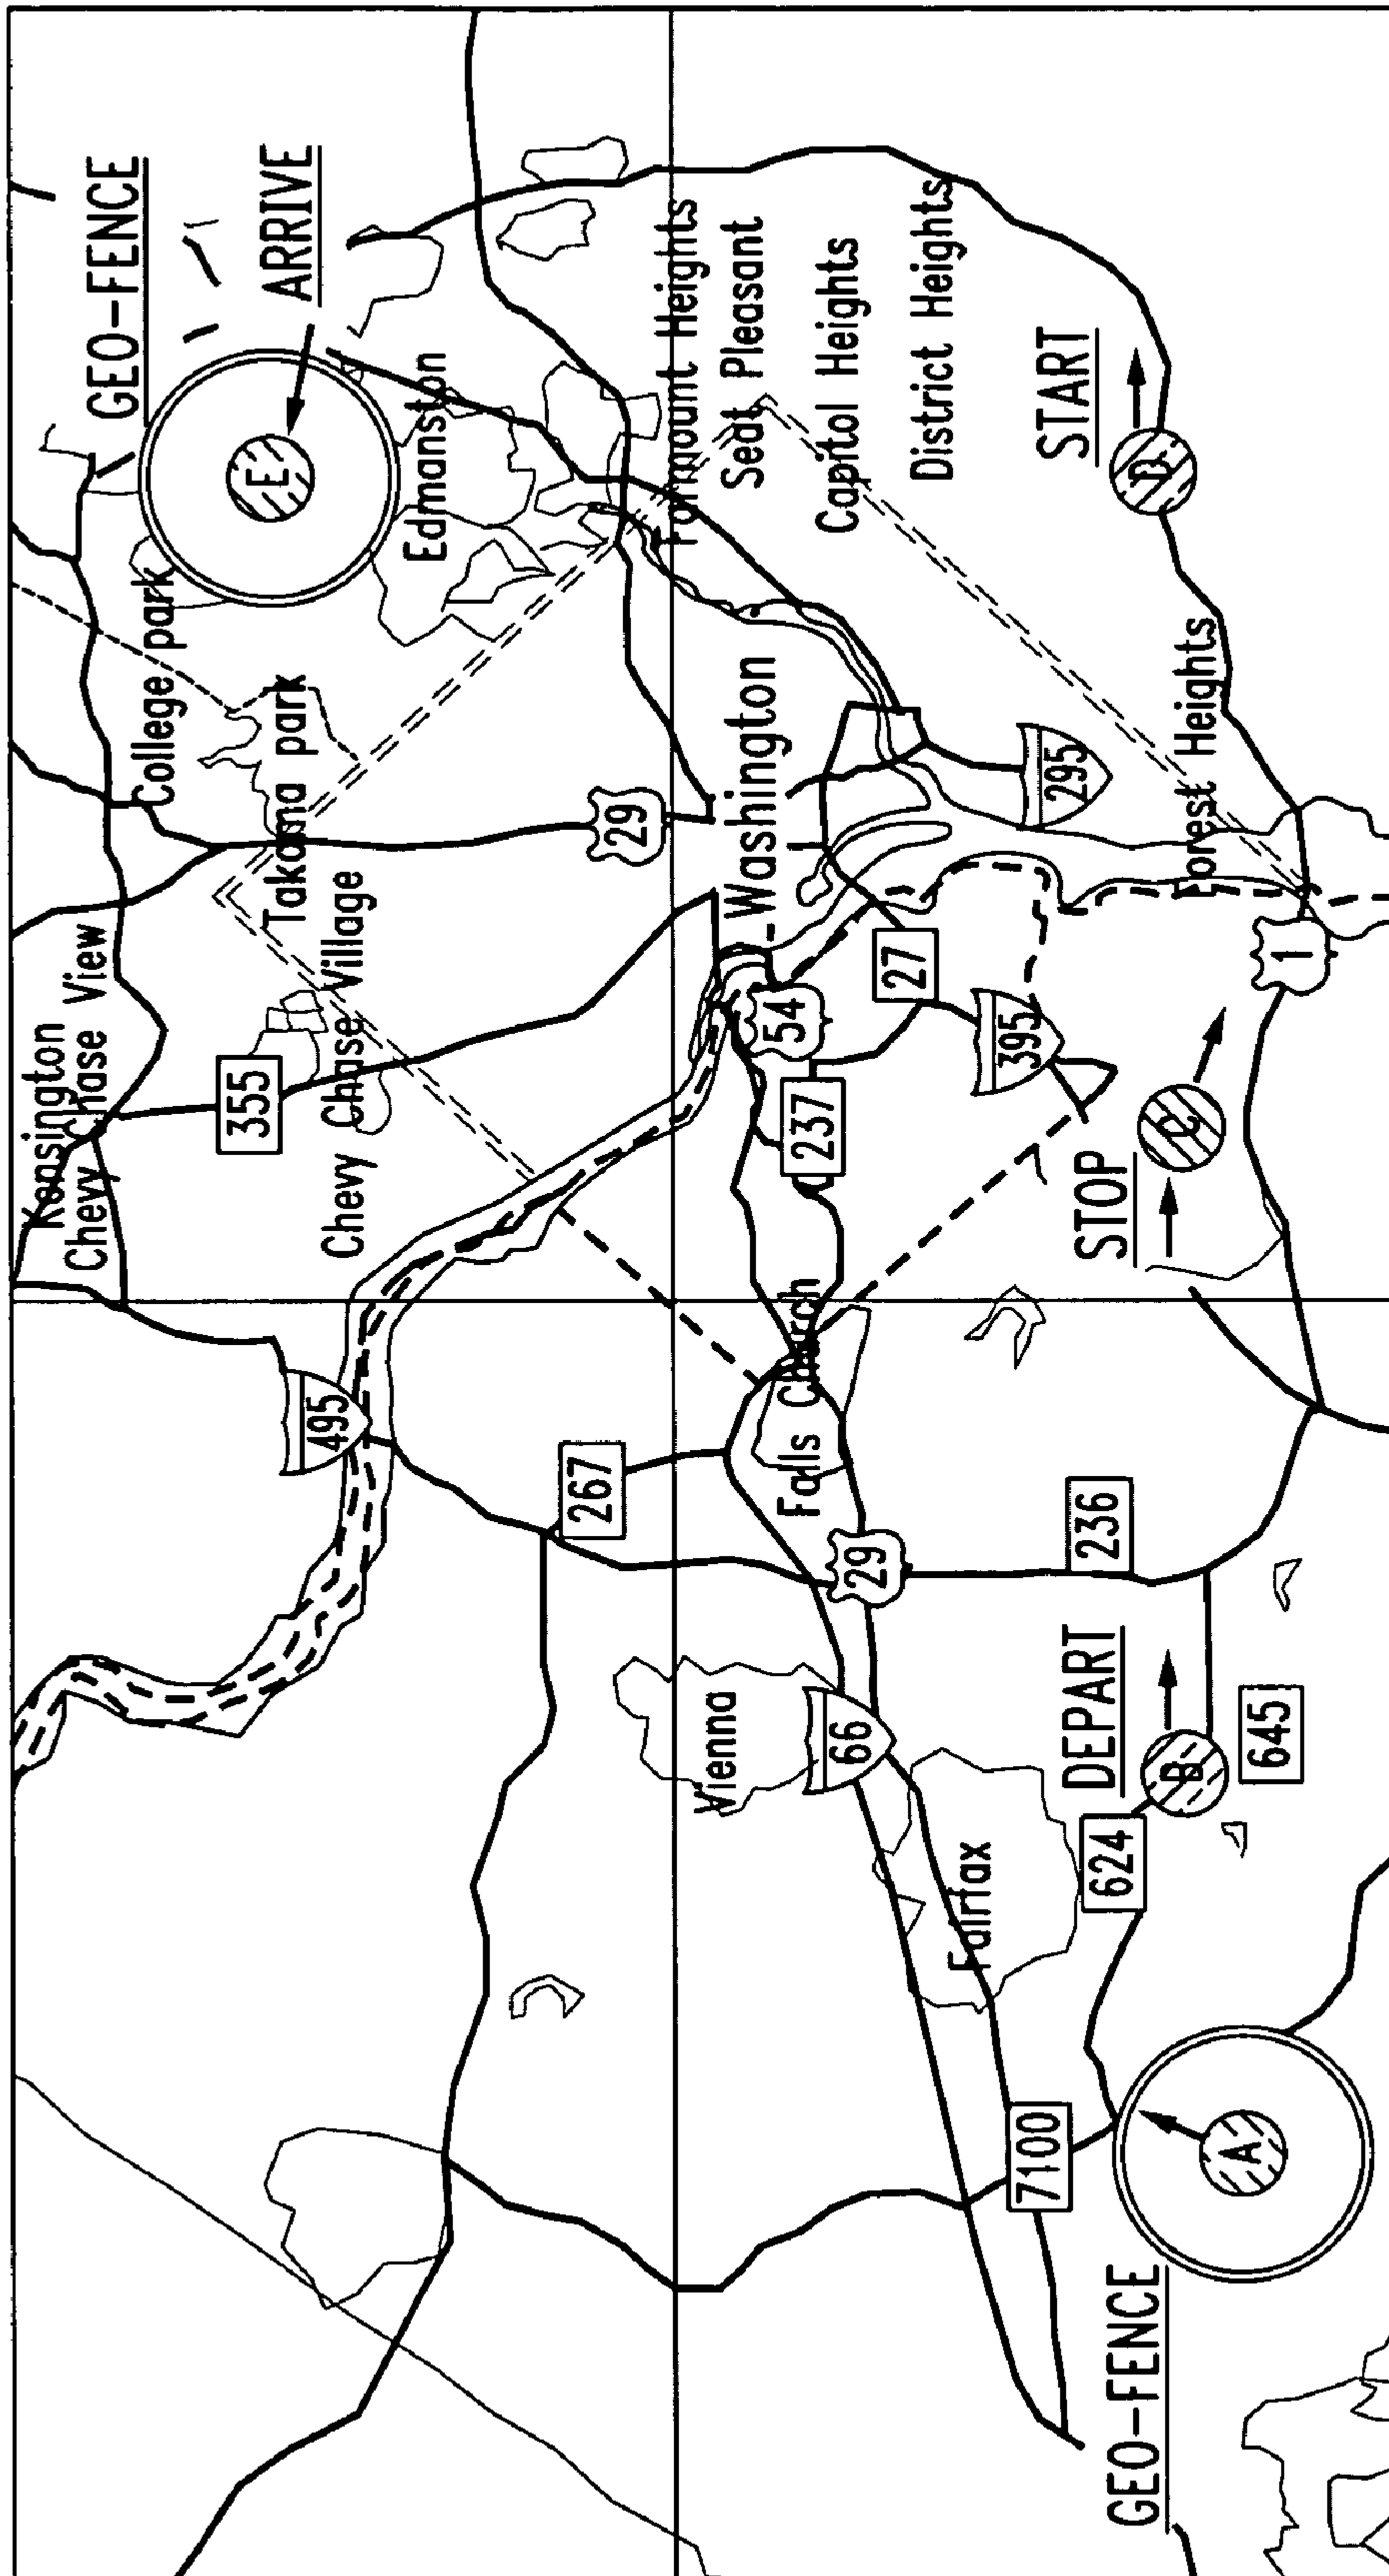 Kensington
Chevy Chase View
College park
GEO-FENCE
355
Takoma park
E
ARRIVE
495
Chevy Chase Village
Edmanston
267
29
Formount Heights
Vienna
Washington
Seat Pleasant
54
Falls Church
237
Capitol Heights
66
29
27
District Heights
Fairfax
395
295
7100
236
START
624
DEPART
STOP
D
GEO-FENCE
A
B
C
Forest Heights
645
1